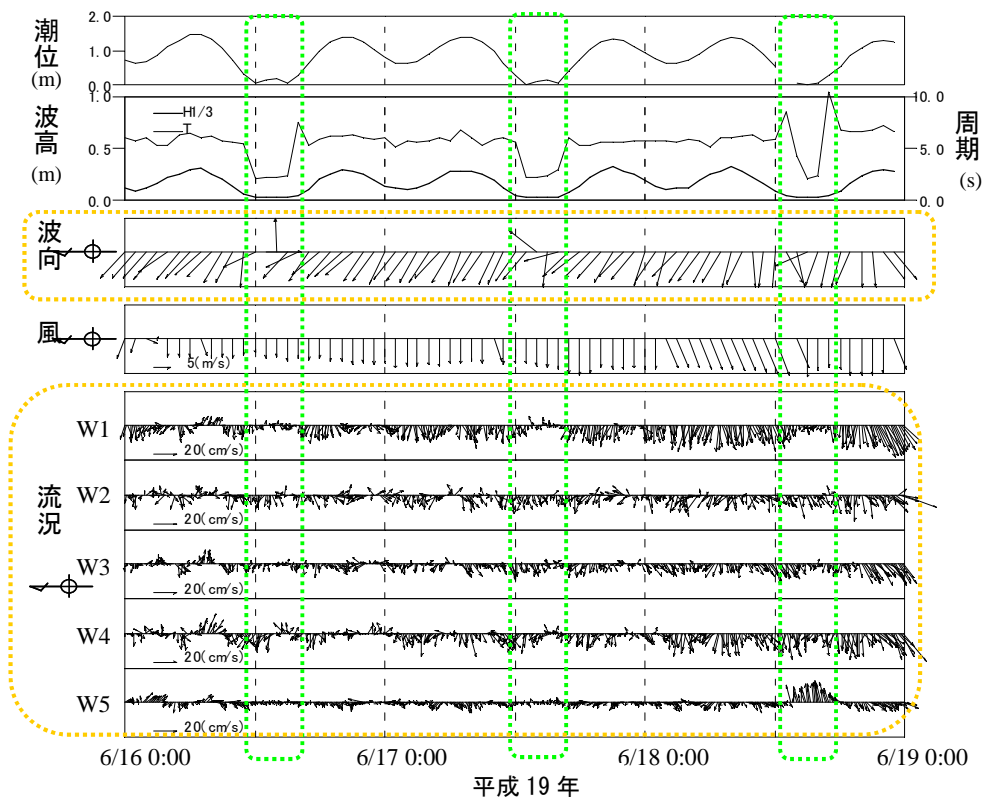 潮位
(m)
2.0
1.0
0.0
波高
(m)
1.0
0.5
0.0
H1/3
T
10.0
5.0
0.0
周期
(s)
波向
風
5(m/s)
流況
W1
20(cm/s)
W2
20(cm/s)
W3
20(cm/s)
W4
20(cm/s)
W5
20(cm/s)
6/16 0:00
6/17 0:00
6/18 0:00
6/19 0:00
平成 19 年